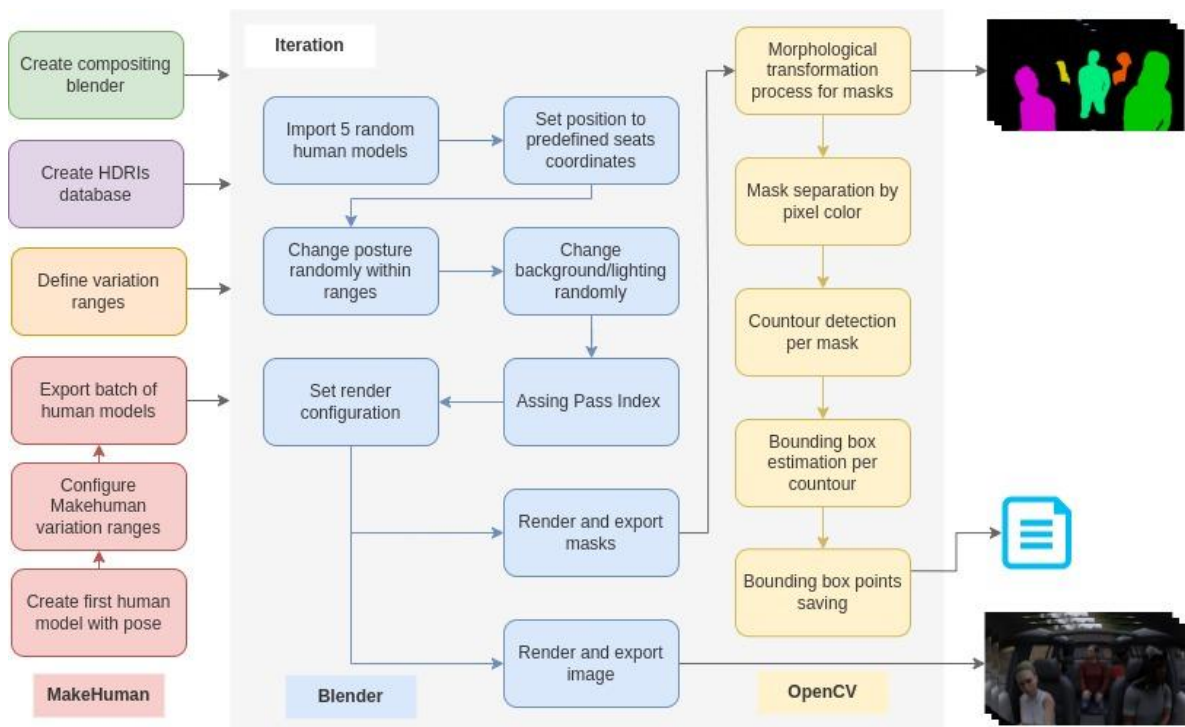 Create compositing
blender
Create HDRIs
database
Define variation
ranges
Export batch of
human models
Configure
Makehuman
variation ranges
Create first human
model with pose
MakeHuman
Iteration
Import 5 random
human models
Set position to
predefined seats
coordinates
Change posture
randomly within
ranges
Change
background/lighting
randomly
Set render
configuration
Assing Pass Index
Render and export
masks
Render and export
image
Blender
Morphological
transformation
process for masks
Mask separation by
pixel color
Countour detection
per mask
Bounding box
estimation per
countour
Bounding box points
saving
OpenCV